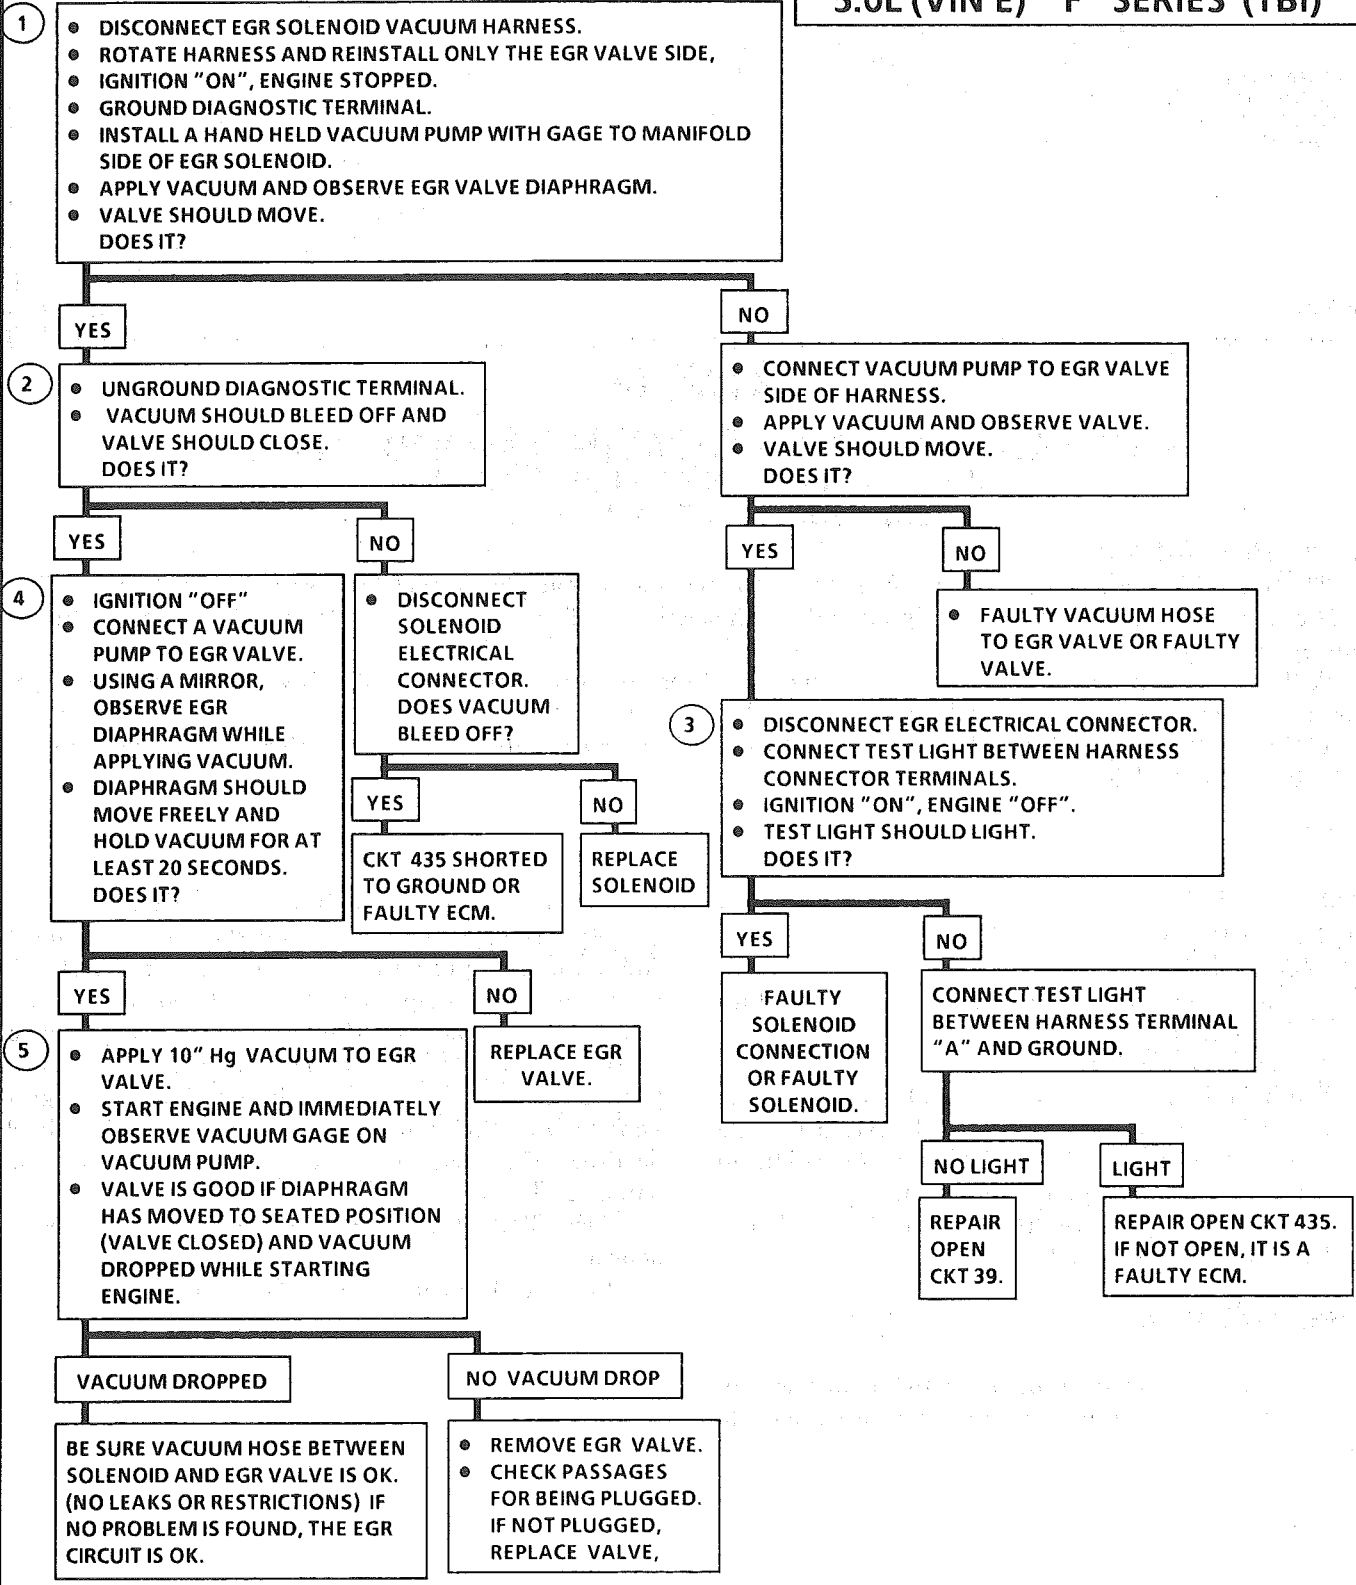 5.0L (VIN E) "F" SERIES (TBI)
1
● DISCONNECT EGR SOLENOID VACUUM HARNESS.
● ROTATE HARNESS AND REINSTALL ONLY THE EGR VALVE SIDE,
● IGNITION "ON", ENGINE STOPPED.
● GROUND DIAGNOSTIC TERMINAL.
● INSTALL A HAND HELD VACUUM PUMP WITH GAGE TO MANIFOLD
SIDE OF EGR SOLENOID.
● APPLY VACUUM AND OBSERVE EGR VALVE DIAPHRAGM.
● VALVE SHOULD MOVE.
DOES IT?
YES
NO
2
● UNGROUND DIAGNOSTIC TERMINAL.
● VACUUM SHOULD BLEED OFF AND
VALVE SHOULD CLOSE.
DOES IT?
● CONNECT VACUUM PUMP TO EGR VALVE
SIDE OF HARNESS.
● APPLY VACUUM AND OBSERVE VALVE.
● VALVE SHOULD MOVE.
DOES IT?
YES
NO
YES
NO
4
● IGNITION "OFF"
● CONNECT A VACUUM
PUMP TO EGR VALVE.
● USING A MIRROR,
OBSERVE EGR
DIAPHRAGM WHILE
APPLYING VACUUM.
● DIAPHRAGM SHOULD
MOVE FREELY AND
HOLD VACUUM FOR AT
LEAST 20 SECONDS.
DOES IT?
● DISCONNECT
SOLENOID
ELECTRICAL
CONNECTOR.
DOES VACUUM
BLEED OFF?
● FAULTY VACUUM HOSE
TO EGR VALVE OR FAULTY
VALVE.
YES
NO
CKT 435 SHORTED
TO GROUND OR
FAULTY ECM.
REPLACE
SOLENOID
3
● DISCONNECT EGR ELECTRICAL CONNECTOR.
● CONNECT TEST LIGHT BETWEEN HARNESS
CONNECTOR TERMINALS.
● IGNITION "ON", ENGINE "OFF".
● TEST LIGHT SHOULD LIGHT.
DOES IT?
YES
NO
YES
NO
FAULTY
SOLENOID
CONNECTION
OR FAULTY
SOLENOID.
CONNECT TEST LIGHT
BETWEEN HARNESS TERMINAL
"A" AND GROUND.
5
● APPLY 10" Hg VACUUM TO EGR
VALVE.
● START ENGINE AND IMMEDIATELY
OBSERVE VACUUM GAGE ON
VACUUM PUMP.
● VALVE IS GOOD IF DIAPHRAGM
HAS MOVED TO SEATED POSITION
(VALVE CLOSED) AND VACUUM
DROPPED WHILE STARTING
ENGINE.
REPLACE EGR
VALVE.
NO LIGHT
LIGHT
REPAIR
OPEN
CKT 39.
REPAIR OPEN CKT 435.
IF NOT OPEN, IT IS A
FAULTY ECM.
VACUUM DROPPED
NO VACUUM DROP
BE SURE VACUUM HOSE BETWEEN
SOLENOID AND EGR VALVE IS OK.
(NO LEAKS OR RESTRICTIONS) IF
NO PROBLEM IS FOUND, THE EGR
CIRCUIT IS OK.
● REMOVE EGR VALVE.
● CHECK PASSAGES
FOR BEING PLUGGED.
IF NOT PLUGGED,
REPLACE VALVE,